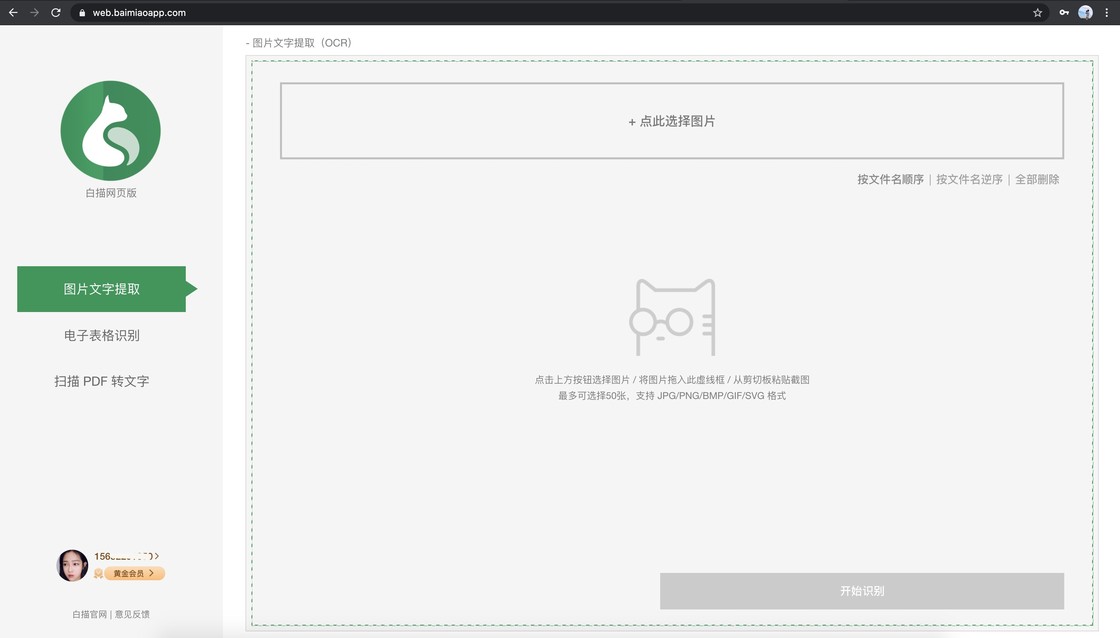 web.baimiaoapp.com
- 图片文字提取（OCR）
白描网页版
图片文字提取
电子表格识别
扫描 PDF 转文字
+ 点此选择图片
按文件名顺序 | 按文件名逆序 | 全部删除
点击上方按钮选择图片 / 将图片拖入此虚线框 / 从剪切板粘贴截图
最多可选择50张，支持 JPG/PNG/BMP/GIF/SVG 格式
开始识别
黄金会员 >
白描官网 | 意见反馈